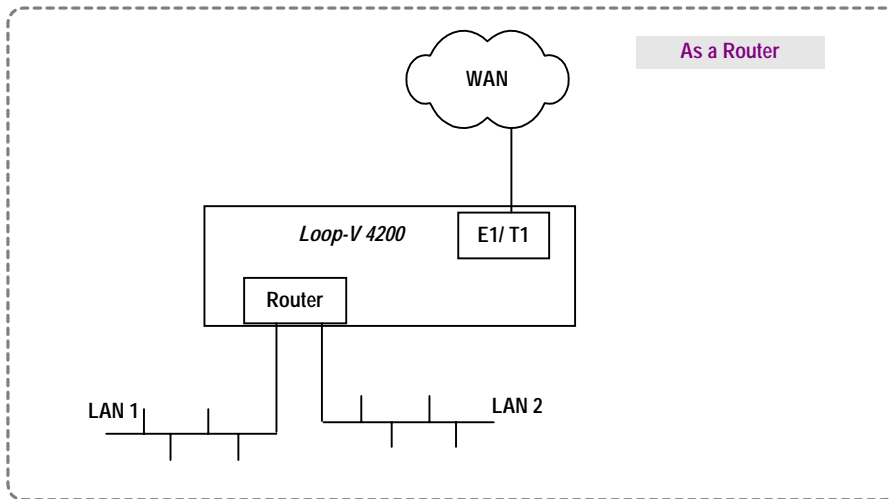 As a Router
WAN
Loop-V 4200
E1/ T1
Router
LAN 1
LAN 2